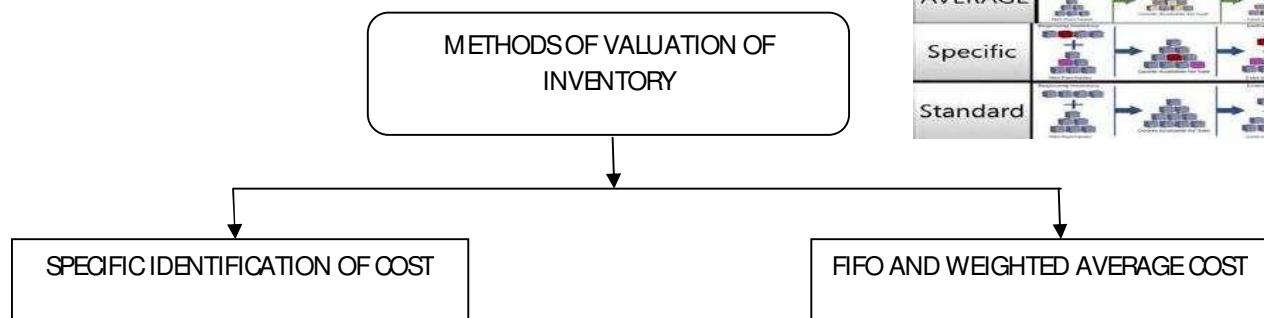 METHODS OF VALUATION OF
INVENTORY
AVERAGE
Specific
Standard
SPECIFIC IDENTIFICATION OF COST
FIFO AND WEIGHTED AVERAGE COST